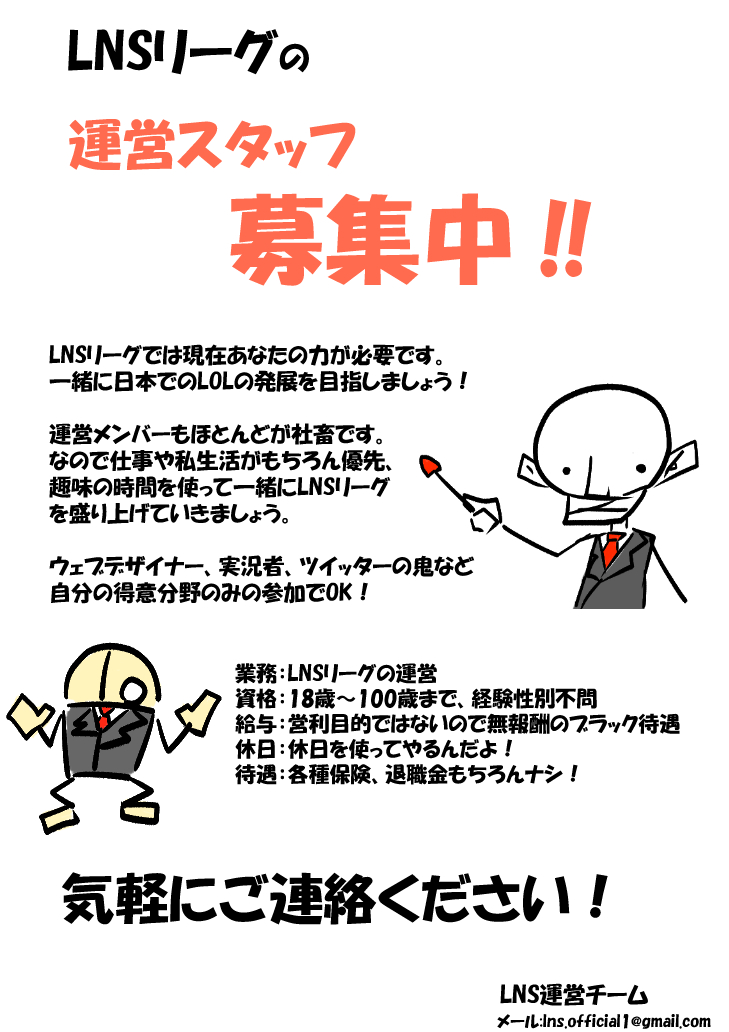 LNSリーグの
運営スタッフ
募集中!!
LNSリーグでは現在あなたの力が必要です。
一緒に日本でのLOLの発展を目指しましょう!
運営メンバーもほとんどが社畜です。
なので仕事や私生活がもちろん優先、
趣味の時間を使って一緒にLNSリーグ
を盛り上げていきましょう。
ウェブデザイナー、実況者、ツイッターの鬼など
自分の得意分野のみの参加でOK!
業務:LNSリーグの運営
資格:18歳~100歳まで、経験性別不問
給与:営利目的ではないので無報酬のブラック待遇
休日:休日を使ってやるんだよ!
待遇:各種保険、退職金もちろんナシ!
気軽にご連絡ください!
LNS運営チーム
メール:lns.official1@gmail.com